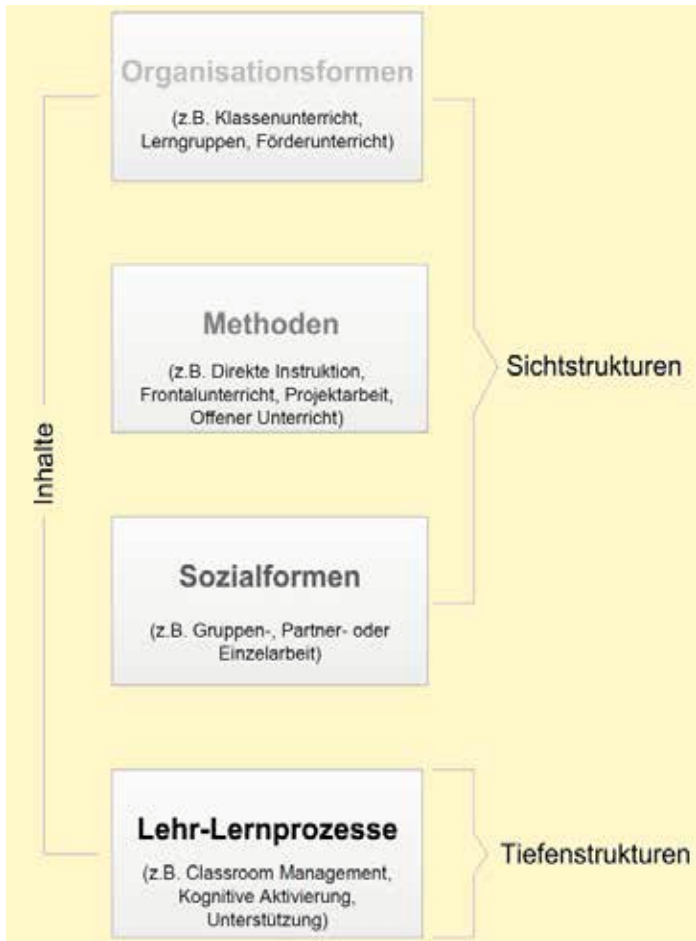 Organisationsformen
(z.B. Klassenunterricht,
Lerngruppen, Förderunterricht)
Methoden
(z.B. Direkte Instruktion,
Frontalunterricht, Projektarbeit,
Offener Unterricht)
Sichtstrukturen
Inhalte
Sozialformen
(z.B. Gruppen-, Partner- oder
Einzelarbeit)
Lehr-Lernprozesse
(z.B. Classroom Management,
Kognitive Aktivierung,
Unterstützung)
Tiefenstrukturen